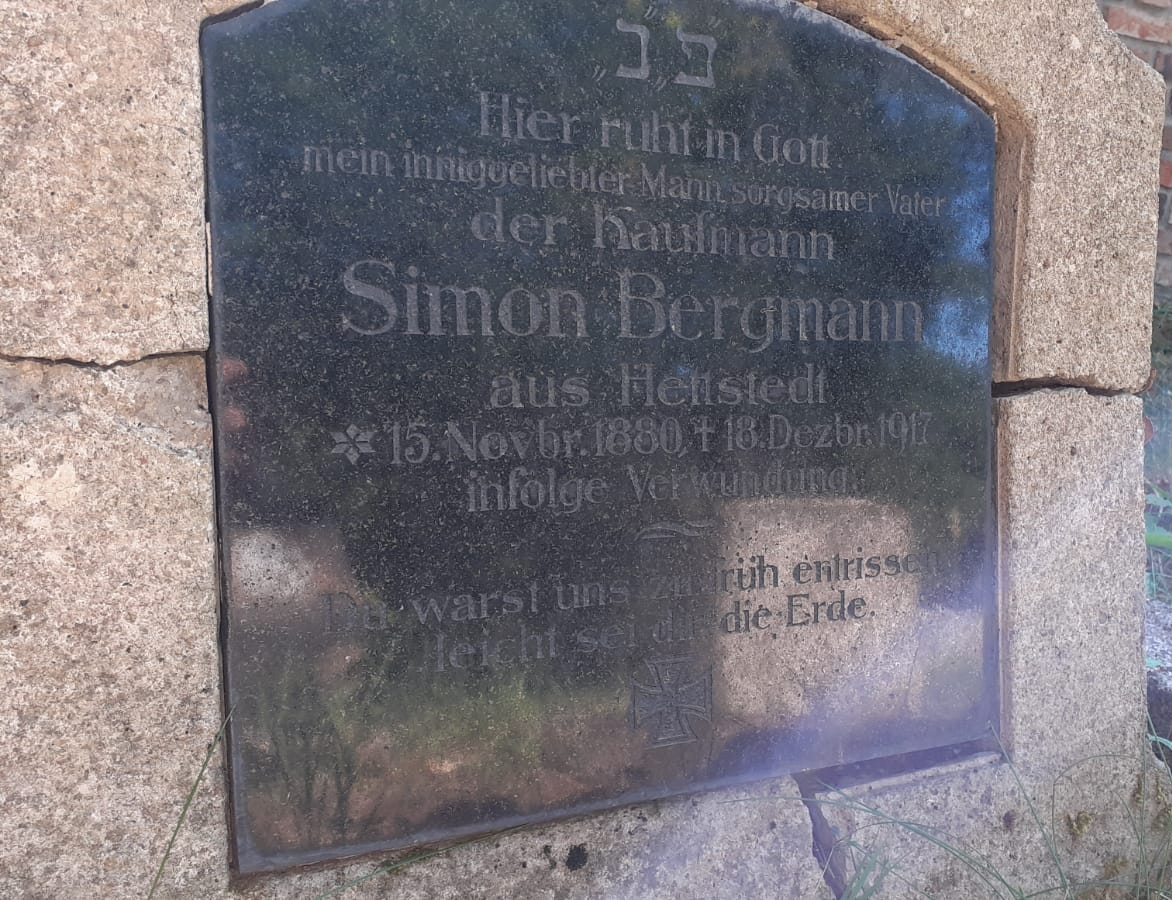 פ״נ״
Hier ruht in Gott
mein inniggeliebter Mann sorgsamer Vater
der Kaufmann
Simon Bergmann
aus Hettstedt
✻ 15. Novbr. 1880, † 18. Dezbr. 1917
infolge Verwundung.
Du warst uns zu früh entrissen
leicht sei dir die Erde.